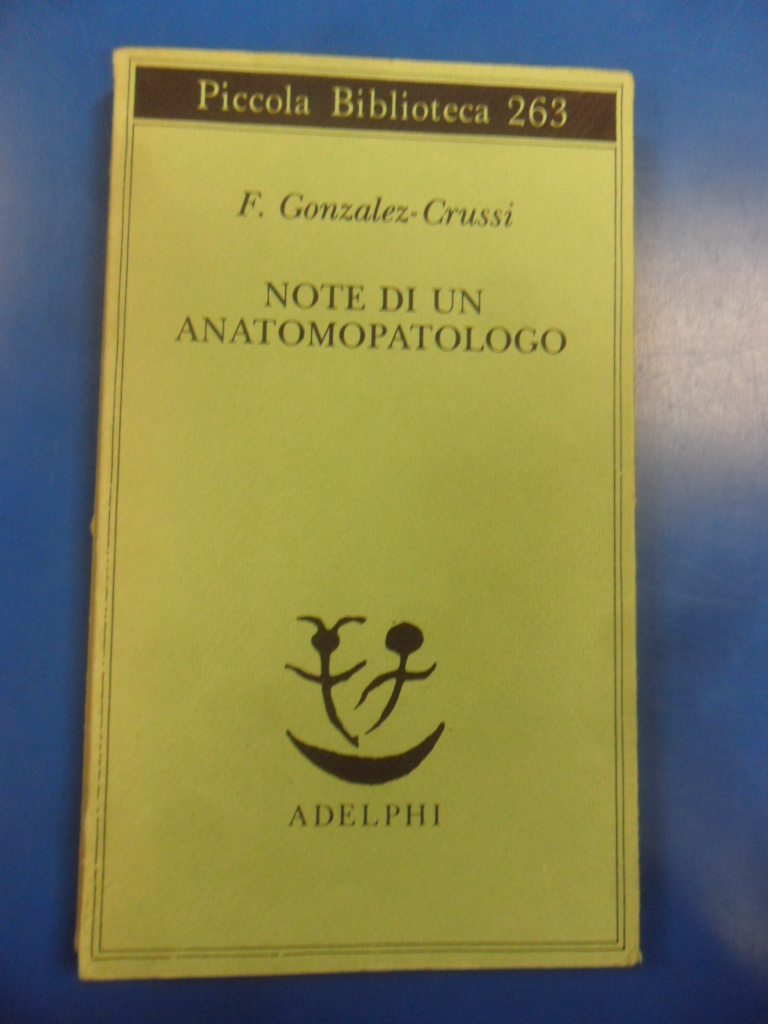 Piccola Biblioteca 263
F. Gonzalez-Crussi
NOTE DI UN
ANATOMOPATOLOGO
ADELPHI